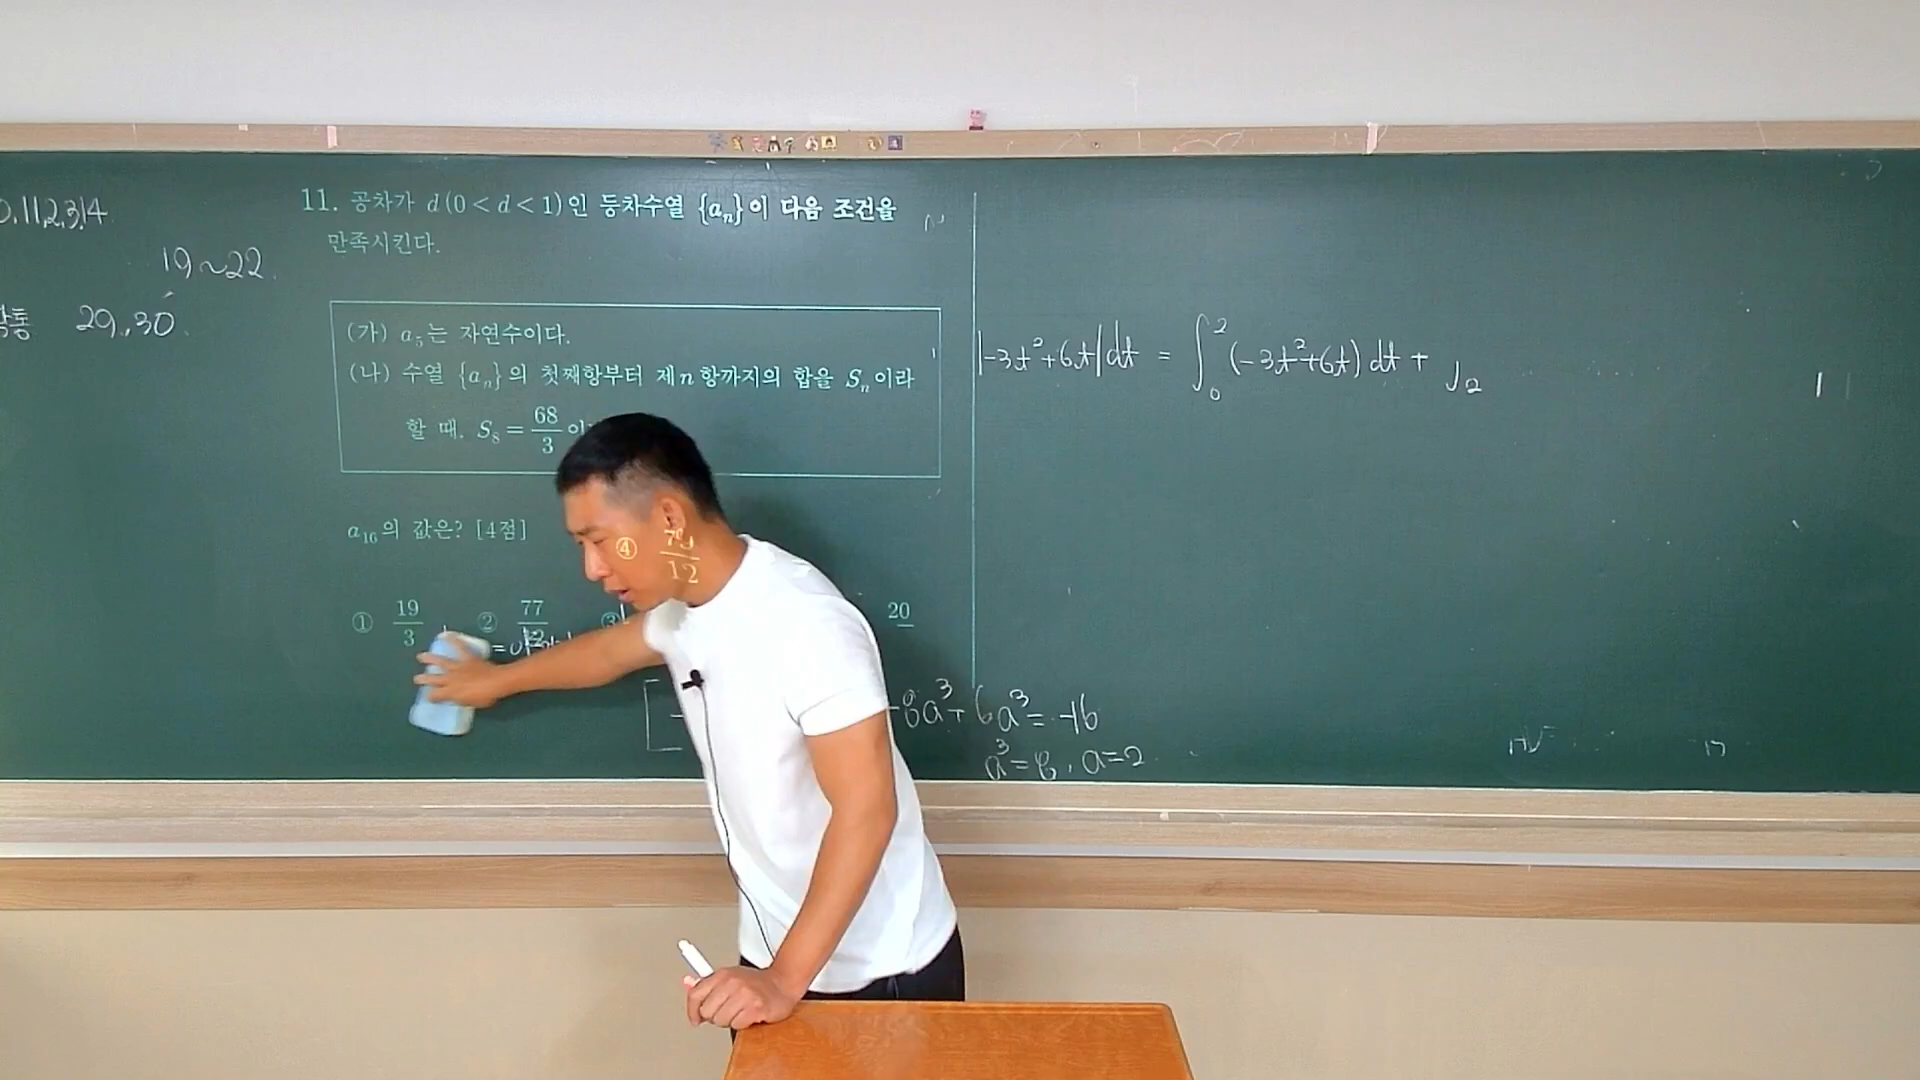 0,1,1,2,3,14
19~22
29,30
11. 공차가 d(0<d<1)인 등차수열 {aₙ}이 다음 조건을
만족시킨다.
(가) a₅는 자연수이다.
(나) 수열 {aₙ}의 첫째항부터 제n항까지의 합을 Sₙ이라
할 때, S₈ = 68/3 이
a₁₆의 값은? [4점]
① 19/3 ② 77/12 ③ ④ 79/12 20
|-3t²+6t|dt = ∫₀² (-3t²+6t) dt + ∫₂
-8a³+6a³=-16
a³=8, a=2